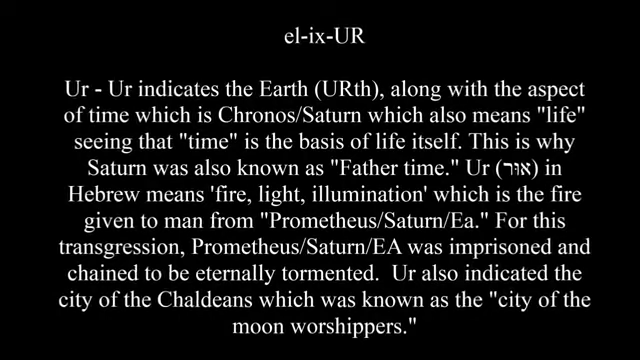 el-ix-UR
Ur - Ur indicates the Earth (URth), along with the aspect
of time which is Chronos/Saturn which also means "life"
seeing that "time" is the basis of life itself. This is why
Saturn was also known as "Father time." Ur (אוּר) in
Hebrew means 'fire, light, illumination' which is the fire
given to man from "Prometheus/Saturn/Ea." For this
transgression, Prometheus/Saturn/EA was imprisoned and
chained to be eternally tormented.  Ur also indicated the
city of the Chaldeans which was known as the "city of the
moon worshippers."